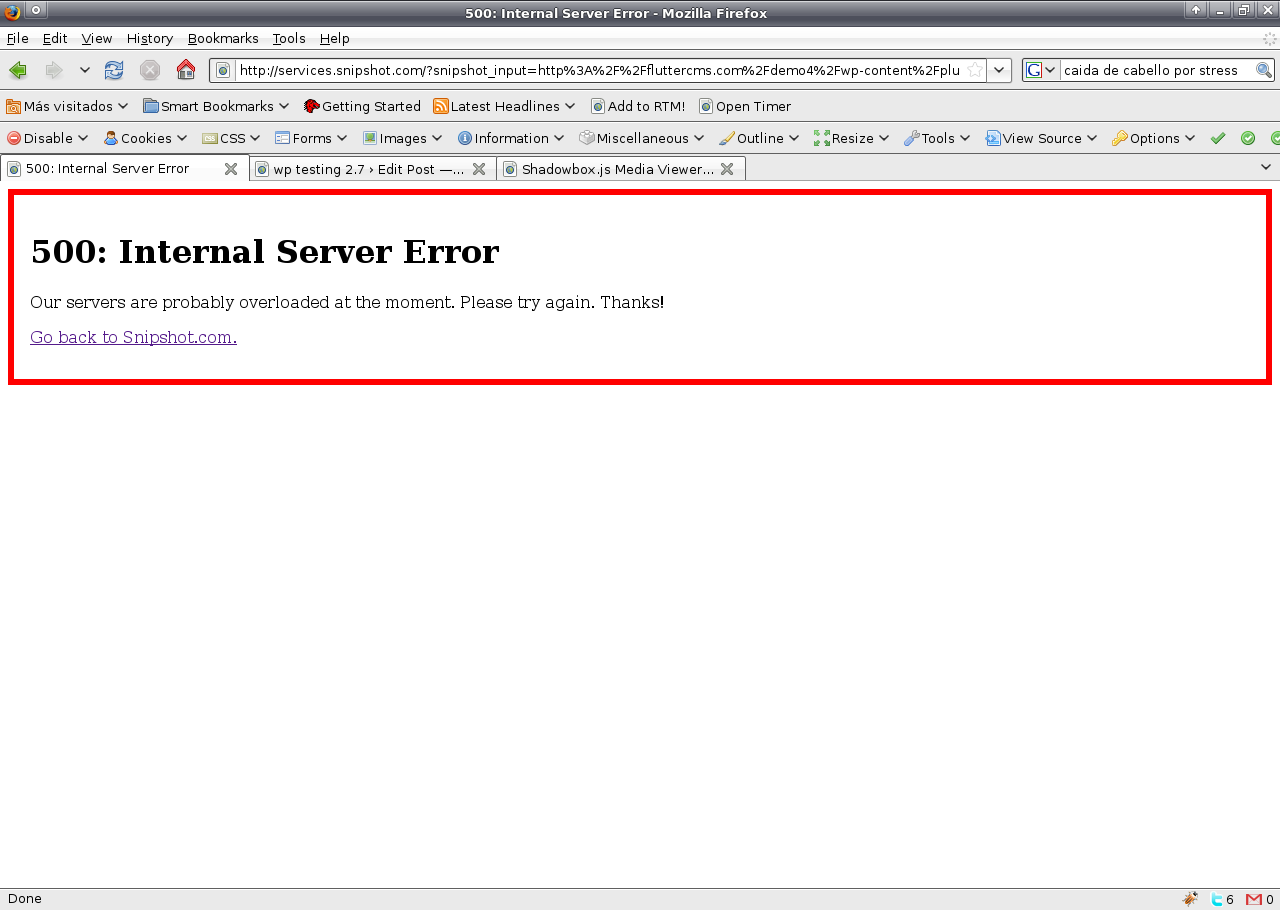 500: Internal Server Error - Mozilla Firefox
File Edit View History Bookmarks Tools Help
http://services.snipshot.com/?snipshot_input=http%3A%2F%2Ffluttercms.com%2Fdemo4%2Fwp-content%2Fplu G caida de cabello por stress
Más visitados Smart Bookmarks Getting Started Latest Headlines Add to RTM! Open Timer
Disable Cookies CSS Forms Images Information Miscellaneous Outline Resize Tools View Source Options
500: Internal Server Error wp testing 2.7 › Edit Post —... Shadowbox.js Media Viewer...
500: Internal Server Error
Our servers are probably overloaded at the moment. Please try again. Thanks!
Go back to Snipshot.com.
Done 6 0